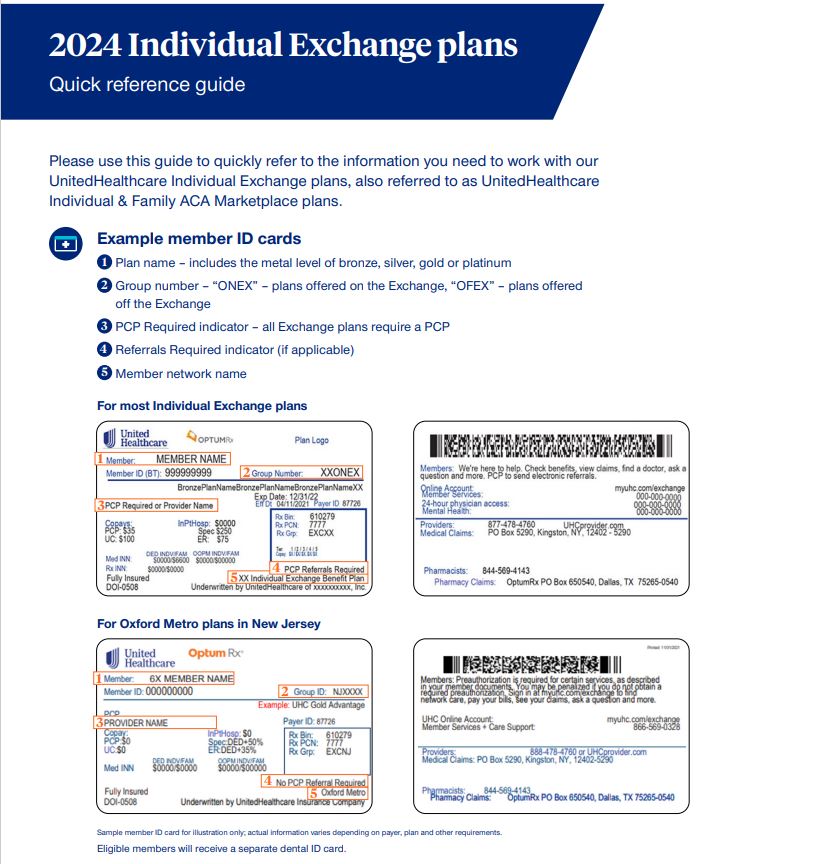 2024 Individual Exchange plans
Quick reference guide
Please use this guide to quickly refer to the information you need to work with our
UnitedHealthcare Individual Exchange plans, also referred to as UnitedHealthcare
Individual & Family ACA Marketplace plans.
Example member ID cards
1 Plan name – includes the metal level of bronze, silver, gold or platinum
2 Group number – “ONEX” – plans offered on the Exchange, “OFEX” – plans offered
off the Exchange
3 PCP Required indicator – all Exchange plans require a PCP
4 Referrals Required indicator (if applicable)
5 Member network name
For most Individual Exchange plans
United
Healthcare
OPTUMRx
Plan Logo
1 Member: MEMBER NAME
Member ID (BT): 999999999 2 Group Number: XXONEX
BronzePlanNameBronzePlanNameBronzePlanNameXX
Exp Date: 12/31/22
3 PCP Required or Provider Name Eff Dt 04/11/2021 Payer ID 87726
Copays: InPtHosp: $0000
PCP: $35 Spec $250
UC: $100 ER: $75
Rx Bin: 610279
Rx PCN: 7777
Rx Grp: EXCXX
DED INDV/FAM OOPM INDV/FAM
Med INN: $0000/$6600 $0000/$00000
Rx INN: $0000/$0000
4 PCP Referrals Required
5 XX Individual Exchange Benefit Plan
Fully Insured
DOI-0508 Underwritten by UnitedHealthcare of xxxxxxxxxx, Inc.
Members: We're here to help. Check benefits, view claims, find a doctor, ask a
question and more. PCP to send electronic referrals.
Online Account: myuhc.com/exchange
Member Services: 000-000-0000
24-hour physician access: 000-000-0000
Mental Health: 000-000-0000
Providers: 877-478-4760 UHCprovider.com
Medical Claims: PO Box 5290, Kingston, NY, 12402 - 5290
Pharmacists: 844-569-4143
Pharmacy Claims: OptumRx PO Box 650540, Dallas, TX 75265-0540
For Oxford Metro plans in New Jersey
United
Healthcare
Optum Rx
1 Member: 6X MEMBER NAME
Member ID: 000000000 2 Group ID: NJXXXX
Example: UHC Gold Advantage
PCP
3 PROVIDER NAME Payer ID: 87726
Copay: InPtHosp: $0
PCP:$0 Spec:DED+50%
UC:$0 ER:DED+35%
Rx Bin: 610279
Rx PCN: 7777
Rx Grp: EXCNJ
DED INDV/FAM OOPM INDV/FAM
Med INN $0000/$0000 $0000/$00000
4 No PCP Referral Required
5 Oxford Metro
Fully Insured
DOI-0508 Underwritten by UnitedHealthcare Insurance Company
Members: Preauthorization is required for certain services, as described
in your member documents. You may be penalized if you do not obtain a
required preauthorization. Sign in at myuhc.com/exchange to find
network care, pay your bills, see your claims, ask a question and more.
UHC Online Account: myuhc.com/exchange
Member Services + Care Support: 866-569-0328
Providers: 888-478-4760 or UHCprovider.com
Medical Claims: PO Box 5290, Kingston, NY, 12402-5290
Pharmacists: 844-569-4143
Pharmacy Claims: OptumRx PO Box 650540, Dallas, TX 75265-0540
Sample member ID card for illustration only; actual information varies depending on payer, plan and other requirements.
Eligible members will receive a separate dental ID card.